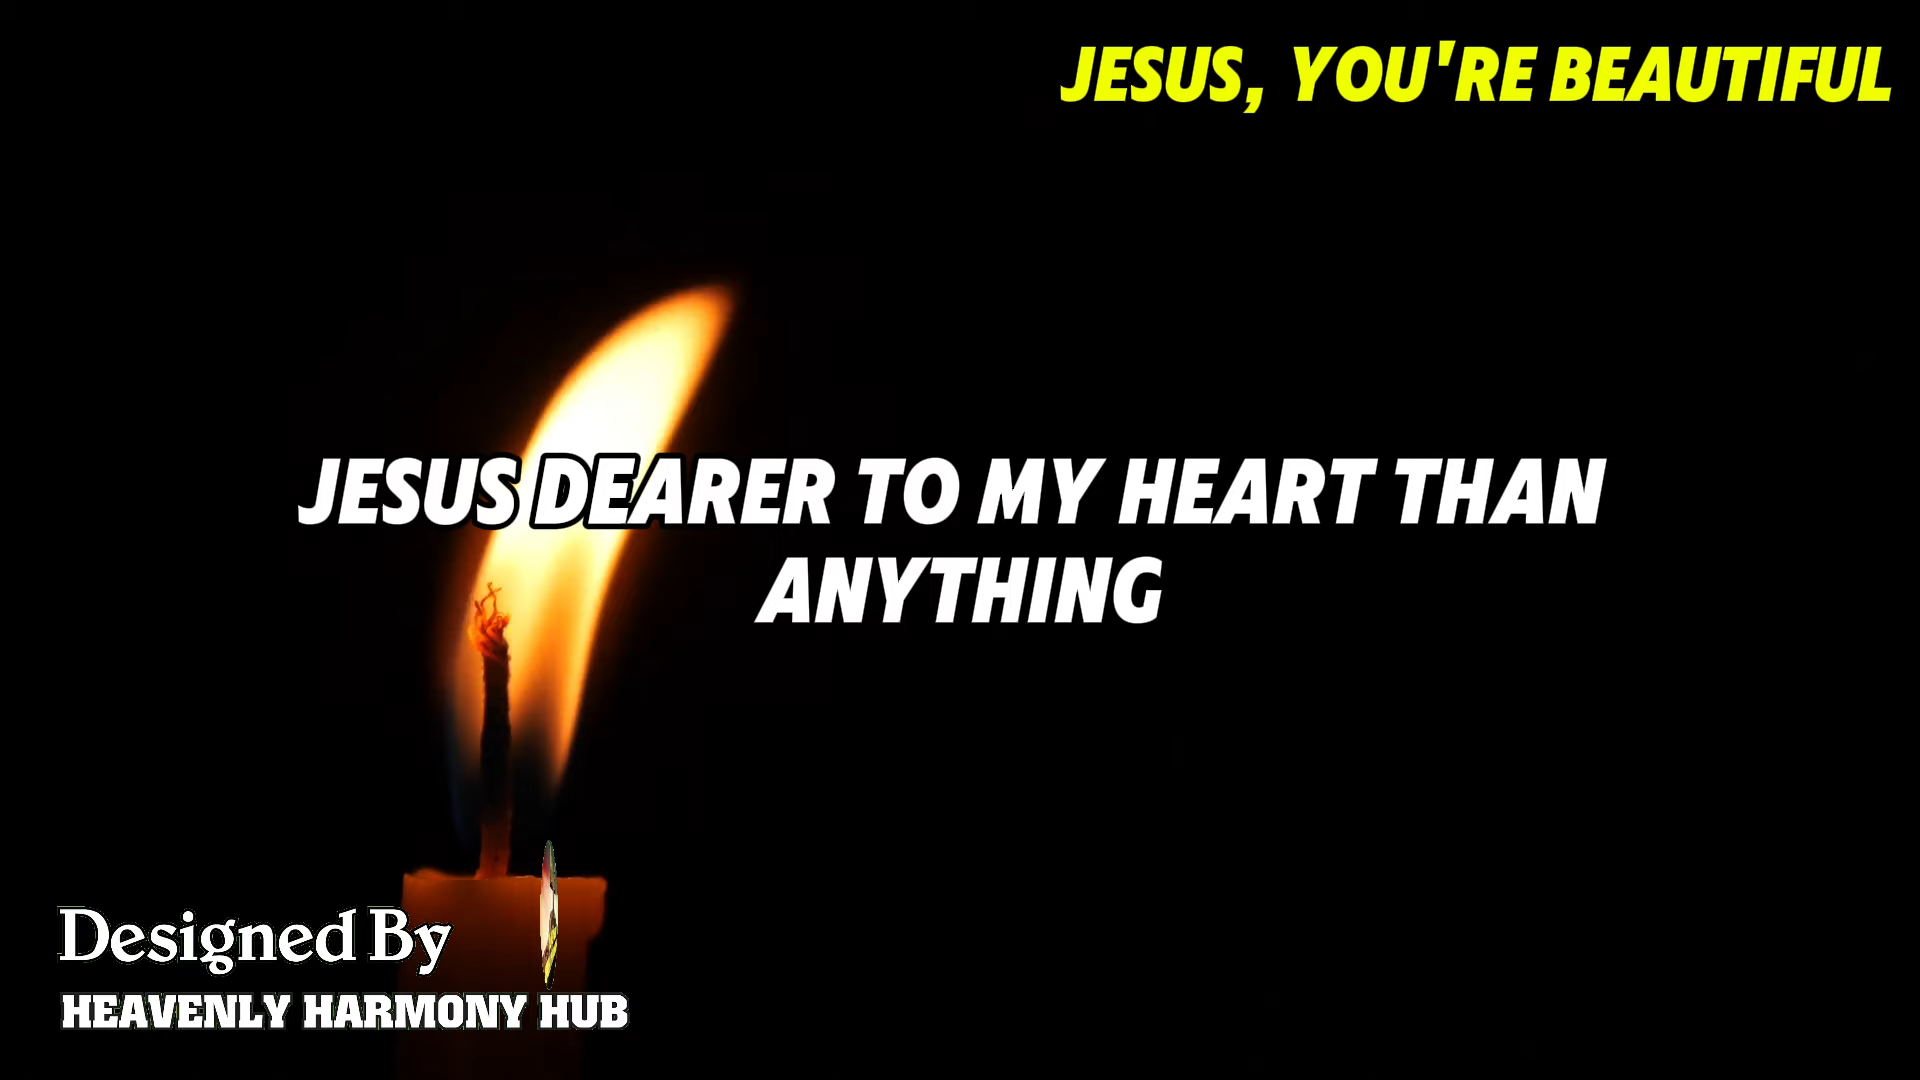 JESUS, YOU'RE BEAUTIFUL
JESUS DEARER TO MY HEART THAN
ANYTHING
Designed By
HEAVENLY HARMONY HUB